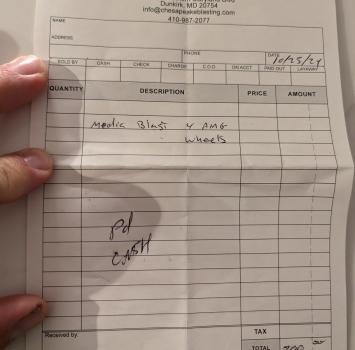 Dunkirk, MD 20754
info@chesapeakeblasting.com
410-987-2077
NAME
ADDRESS
PHONE
DATE
10/25/24
SOLD BY CASH CHECK CHARGE C.O.D. ON ACCT PAID OUT LAYAWAY
QUANTITY DESCRIPTION PRICE AMOUNT
Media Blast 4 AMG
Wheels
pd
CASH
Received by: TAX
TOTAL